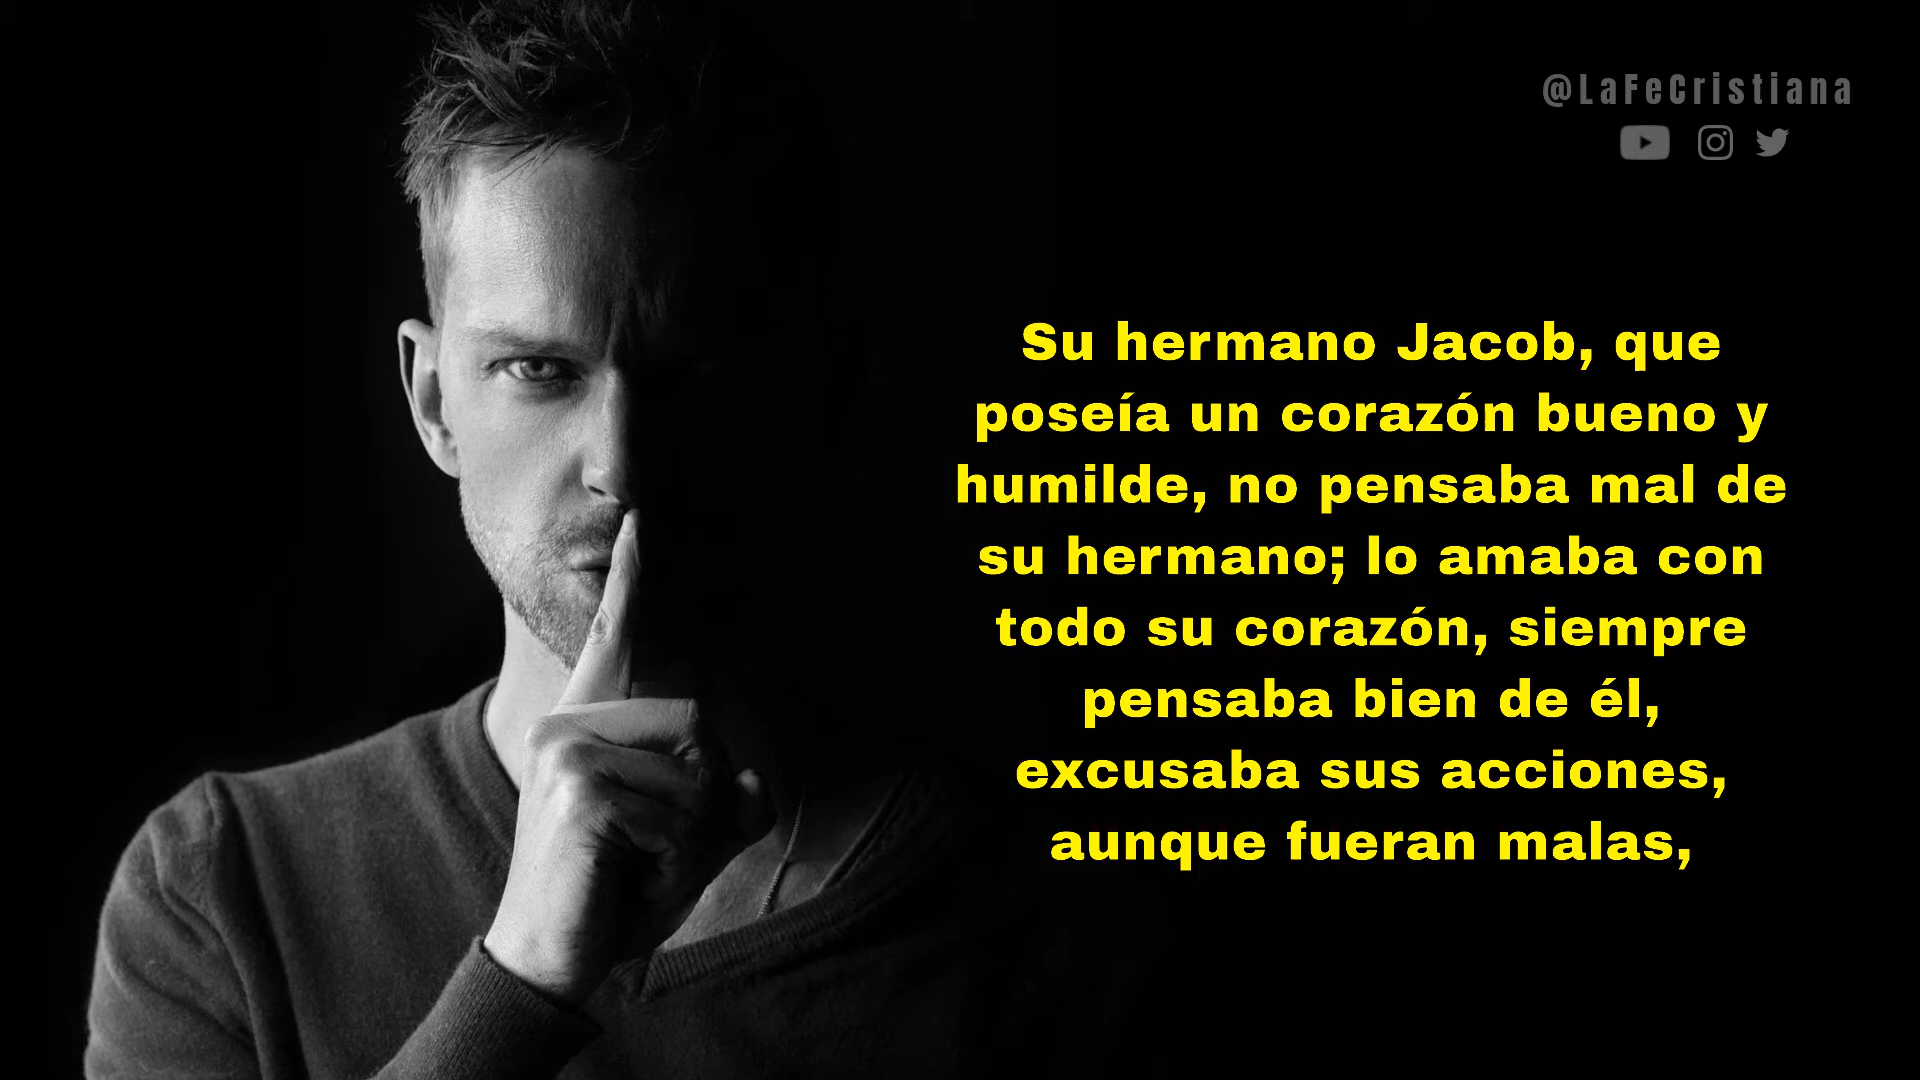 @LaFeCristiana
Su hermano Jacob, que
poseía un corazón bueno y
humilde, no pensaba mal de
su hermano; lo amaba con
todo su corazón, siempre
pensaba bien de él,
excusaba sus acciones,
aunque fueran malas,